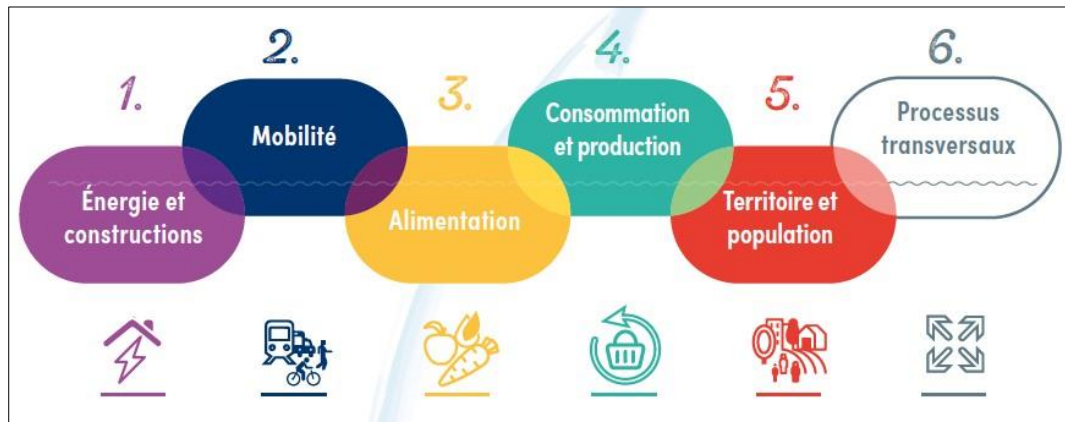 1.
Énergie et
constructions
2.
Mobilité
3.
Alimentation
4.
Consommation
et production
5.
Territoire et
population
6.
Processus
transversaux